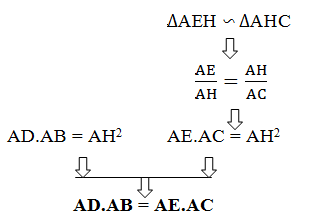 ΔAEH ∽ ΔAHC
AE/AH = AH/AC
AD.AB = AH² AE.AC = AH²
AD.AB = AE.AC